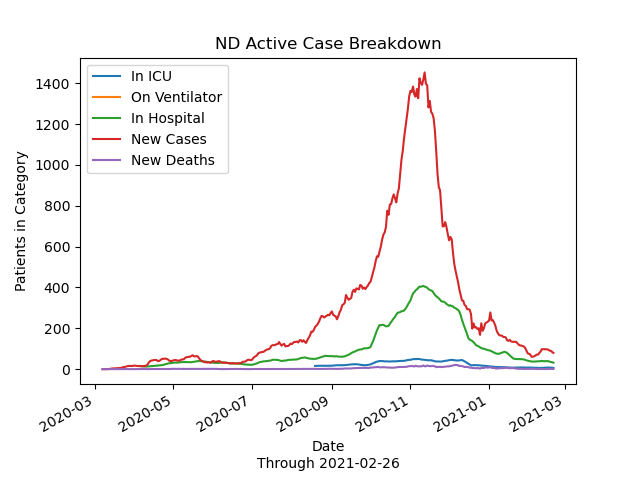 ND Active Case Breakdown
In ICU
On Ventilator
In Hospital
New Cases
New Deaths
Patients in Category
1400
1200
1000
800
600
400
200
0
2020-03
2020-05
2020-07
2020-09
2020-11
2021-01
2021-03
Date
Through 2021-02-26